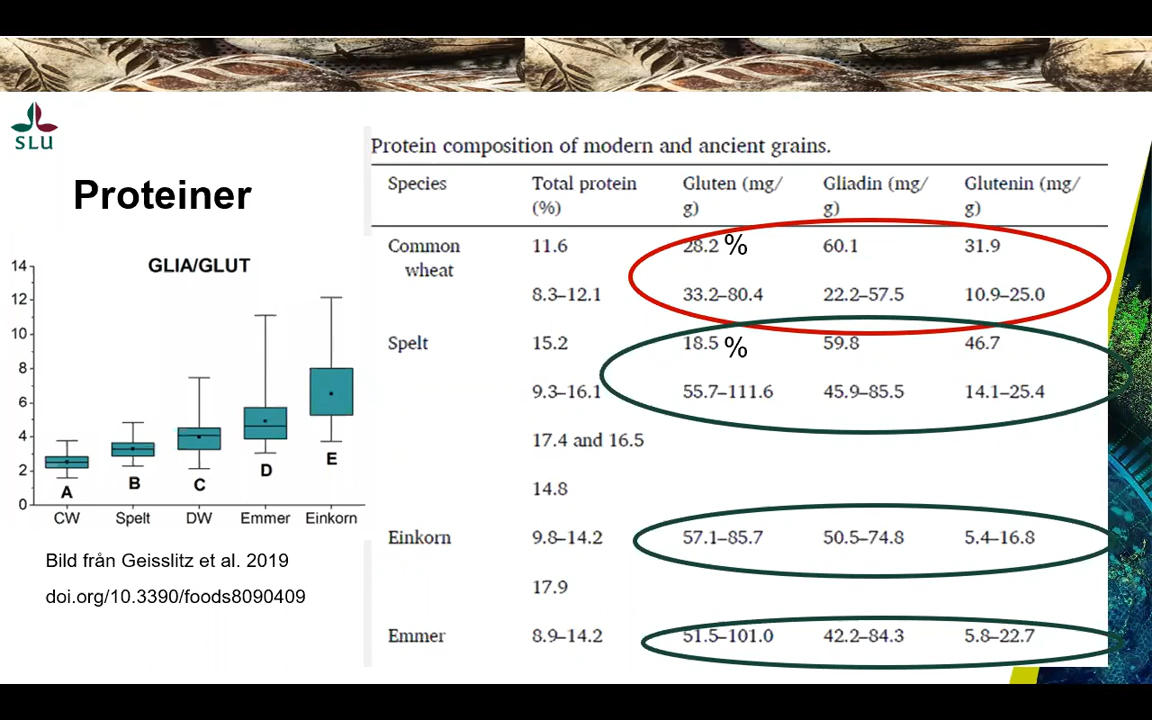 SLU
Proteiner
GLIA/GLUT
14
12
10
8
6
4
2
0
A
B
C
D
E
CW Spelt DW Emmer Einkorn
Bild från Geisslitz et al. 2019
doi.org/10.3390/foods8090409
Protein composition of modern and ancient grains.
Species Total protein Gluten (mg/ Gliadin (mg/ Glutenin (mg/
(%) g) g) g)
Common 11.6 28.2 % 60.1 31.9
wheat
8.3–12.1 33.2–80.4 22.2–57.5 10.9–25.0
Spelt 15.2 18.5 % 59.8 46.7
9.3–16.1 55.7–111.6 45.9–85.5 14.1–25.4
17.4 and 16.5
14.8
Einkorn 9.8–14.2 57.1–85.7 50.5–74.8 5.4–16.8
17.9
Emmer 8.9–14.2 51.5–101.0 42.2–84.3 5.8–22.7